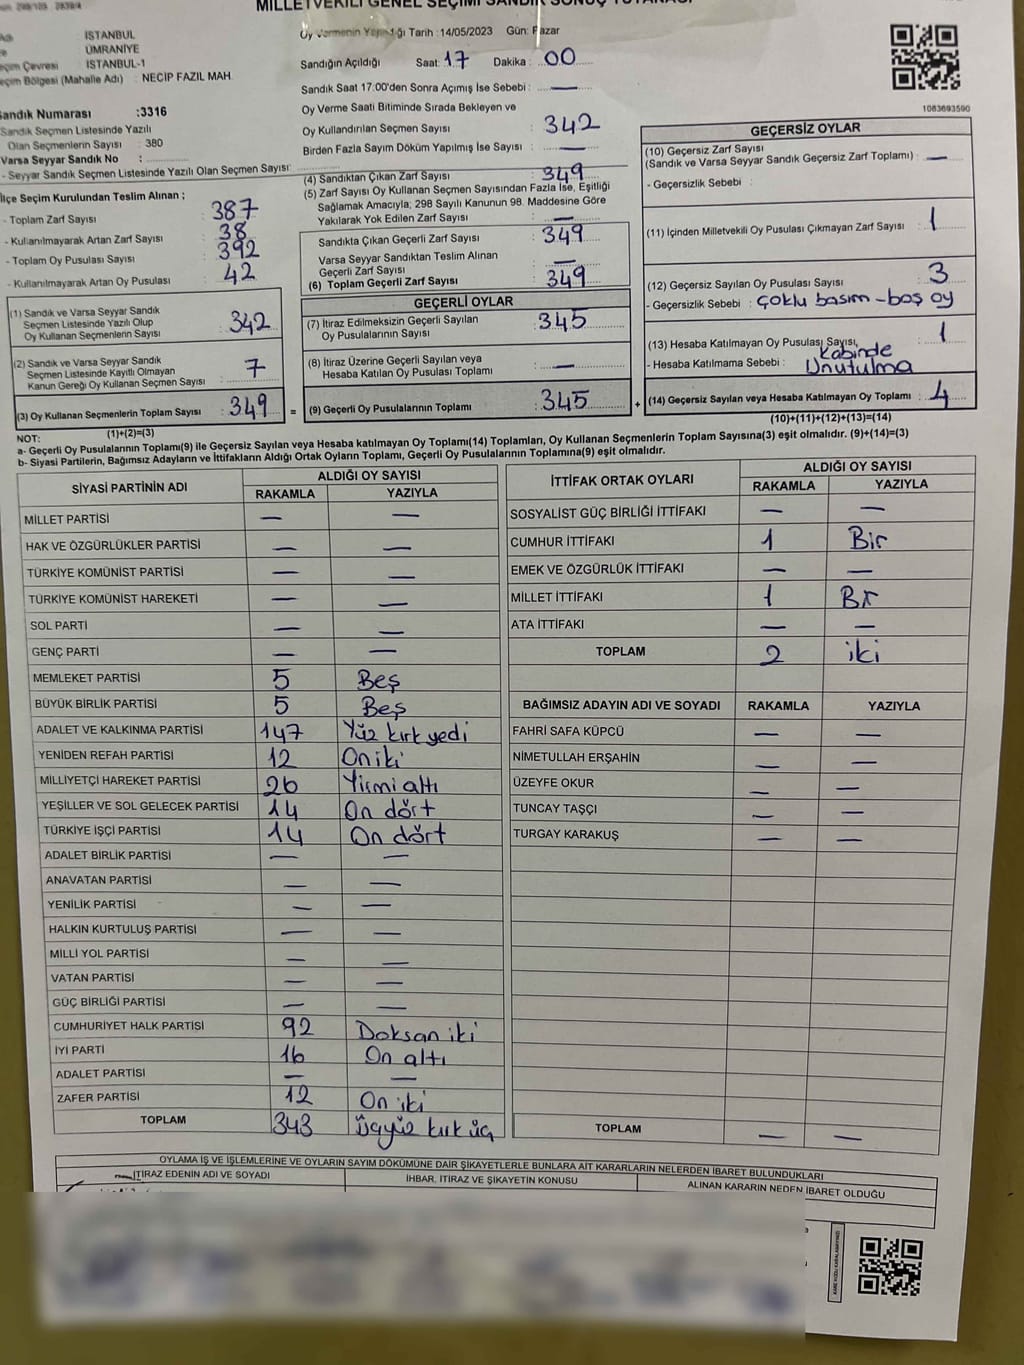 MİLLETVEKİLİ GENEL SEÇİMİ SANDIK SONUÇ TUTANAĞI
İSTANBUL
ÜMRANİYE
Seçim Çevresi İSTANBUL-1
Seçim Bölgesi (Mahalle Adı) : NECİP FAZIL MAH.
Sandık Numarası :3316
Sandık Seçmen Listesinde Yazılı
Olan Seçmenlerin Sayısı : 380
Varsa Seyyar Sandık No :
- Seyyar Sandık Seçmen Listesinde Yazılı Olan Seçmen Sayısı:
Oy Vermenin Yapıldığı Tarih :14/05/2023 Gün: Pazar
Sandığın Açıldığı Saat: 17 Dakika : 00
Sandık Saat 17:00'den Sonra Açımış İse Sebebi : —
Oy Verme Saati Bitiminde Sırada Bekleyen ve
Oy Kullandırılan Seçmen Sayısı : 342
Birden Fazla Sayım Döküm Yapılmış İse Sayısı : —
1083693590
İlçe Seçim Kurulundan Teslim Alınan ;
- Toplam Zarf Sayısı : 387
- Kullanılmayarak Artan Zarf Sayısı : 38
- Toplam Oy Pusulası Sayısı : 392
- Kullanılmayarak Artan Oy Pusulası : 42
(1) Sandık ve Varsa Seyyar Sandık
Seçmen Listesinde Yazılı Olup
Oy Kullanan Seçmenlerin Sayısı : 342
(2) Sandık ve Varsa Seyyar Sandık
Seçmen Listesinde Kayıtlı Olmayan
Kanun Gereği Oy Kullanan Seçmen Sayısı : 7
(3) Oy Kullanan Seçmenlerin Toplam Sayısı : 349
(1)+(2)=(3)
(4) Sandıktan Çıkan Zarf Sayısı : 349
(5) Zarf Sayısı Oy Kullanan Seçmen Sayısından Fazla İse, Eşitliği
Sağlamak Amacıyla; 298 Sayılı Kanunun 98. Maddesine Göre
Yakılarak Yok Edilen Zarf Sayısı : —
Sandıkta Çıkan Geçerli Zarf Sayısı : 349
Varsa Seyyar Sandıktan Teslim Alınan
Geçerli Zarf Sayısı : —
(6) Toplam Geçerli Zarf Sayısı : 349
GEÇERLİ OYLAR
(7) İtiraz Edilmeksizin Geçerli Sayılan
Oy Pusulalarının Sayısı : 345
(8) İtiraz Üzerine Geçerli Sayılan veya
Hesaba Katılan Oy Pusulası Toplamı : —
= (9) Geçerli Oy Pusulalarının Toplamı : 345 +
GEÇERSİZ OYLAR
(10) Geçersiz Zarf Sayısı
(Sandık ve Varsa Seyyar Sandık Geçersiz Zarf Toplamı) : —
- Geçersizlik Sebebi :
(11) İçinden Milletvekili Oy Pusulası Çıkmayan Zarf Sayısı : 1
(12) Geçersiz Sayılan Oy Pusulası Sayısı : 3
- Geçersizlik Sebebi : çoklu basım - boş oy
(13) Hesaba Katılmayan Oy Pusulası Sayısı, 1
- Hesaba Katılmama Sebebi : Kabinde
Unutulma
(14) Geçersiz Sayılan veya Hesaba Katılmayan Oy Toplamı : 4
(10)+(11)+(12)+(13)=(14)
NOT:
a- Geçerli Oy Pusulalarının Toplamı(9) ile Geçersiz Sayılan veya Hesaba katılmayan Oy Toplamı(14) Toplamları, Oy Kullanan Seçmenlerin Toplam Sayısına(3) eşit olmalıdır. (9)+(14)=(3)
b- Siyasi Partilerin, Bağımsız Adayların ve İttifakların Aldığı Ortak Oyların Toplamı, Geçerli Oy Pusulalarının Toplamına(9) eşit olmalıdır.
SİYASİ PARTİNİN ADI ALDIĞI OY SAYISI
RAKAMLA YAZIYLA
MİLLET PARTİSİ — —
HAK VE ÖZGÜRLÜKLER PARTİSİ — —
TÜRKİYE KOMÜNİST PARTİSİ — —
TÜRKİYE KOMÜNİST HAREKETİ — —
SOL PARTİ — —
GENÇ PARTİ — —
MEMLEKET PARTİSİ 5 Beş
BÜYÜK BİRLİK PARTİSİ 5 Beş
ADALET VE KALKINMA PARTİSİ 147 Yüz kırk yedi
YENİDEN REFAH PARTİSİ 12 On iki
MİLLİYETÇİ HAREKET PARTİSİ 26 Yirmi altı
YEŞİLLER VE SOL GELECEK PARTİSİ 14 On dört
TÜRKİYE İŞÇİ PARTİSİ 14 On dört
ADALET BİRLİK PARTİSİ — —
ANAVATAN PARTİSİ — —
YENİLİK PARTİSİ — —
HALKIN KURTULUŞ PARTİSİ — —
MİLLİ YOL PARTİSİ — —
VATAN PARTİSİ — —
GÜÇ BİRLİĞİ PARTİSİ — —
CUMHURİYET HALK PARTİSİ 92 Doksan iki
İYİ PARTİ 16 On altı
ADALET PARTİSİ — —
ZAFER PARTİSİ 12 On iki
TOPLAM 343 Üçyüz kırk üç
İTTİFAK ORTAK OYLARI ALDIĞI OY SAYISI
RAKAMLA YAZIYLA
SOSYALİST GÜÇ BİRLİĞİ İTTİFAKI — —
CUMHUR İTTİFAKI 1 Bir
EMEK VE ÖZGÜRLÜK İTTİFAKI — —
MİLLET İTTİFAKI 1 Bir
ATA İTTİFAKI — —
TOPLAM 2 iki
BAĞIMSIZ ADAYIN ADI VE SOYADI RAKAMLA YAZIYLA
FAHRİ SAFA KÜPCÜ — —
NİMETULLAH ERŞAHİN — —
ÜZEYFE OKUR — —
TUNCAY TAŞÇI — —
TURGAY KARAKUŞ — —
TOPLAM — —
OYLAMA İŞ VE İŞLEMLERİNE VE OYLARIN SAYIM DÖKÜMÜNE DAİR ŞİKAYETLERLE BUNLARA AİT KARARLARIN NELERDEN İBARET BULUNDUKLARI
İTİRAZ EDENİN ADI VE SOYADI İHBAR, İTİRAZ VE ŞİKAYETİN KONUSU ALINAN KARARIN NEDEN İBARET OLDUĞU